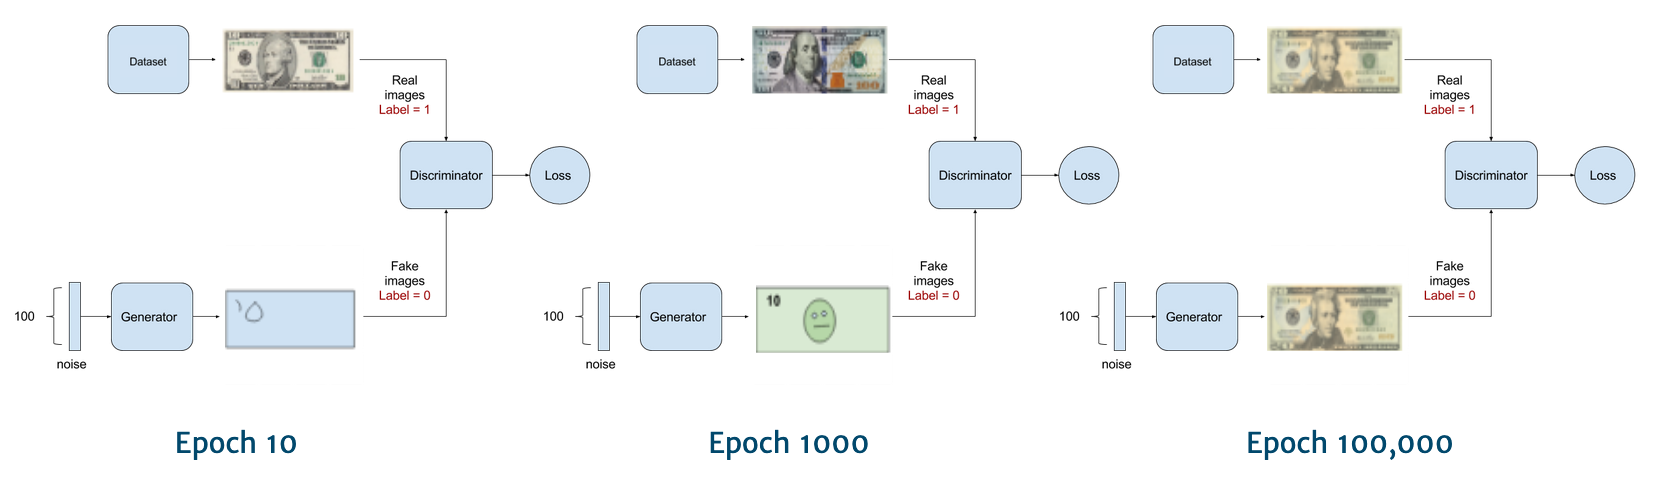 Dataset
Real
images
Label = 1
Discriminator
Loss
Fake
images
Label = 0
100
Generator
noise
Epoch 10
Dataset
100
Real
images
Label = 1
Discriminator
Loss
Fake
images
Label = 0
10
100
Generator
noise
Epoch 1000
Dataset
Real
images
Label = 1
Discriminator
Loss
Fake
images
Label = 0
100
Generator
noise
Epoch 100,000